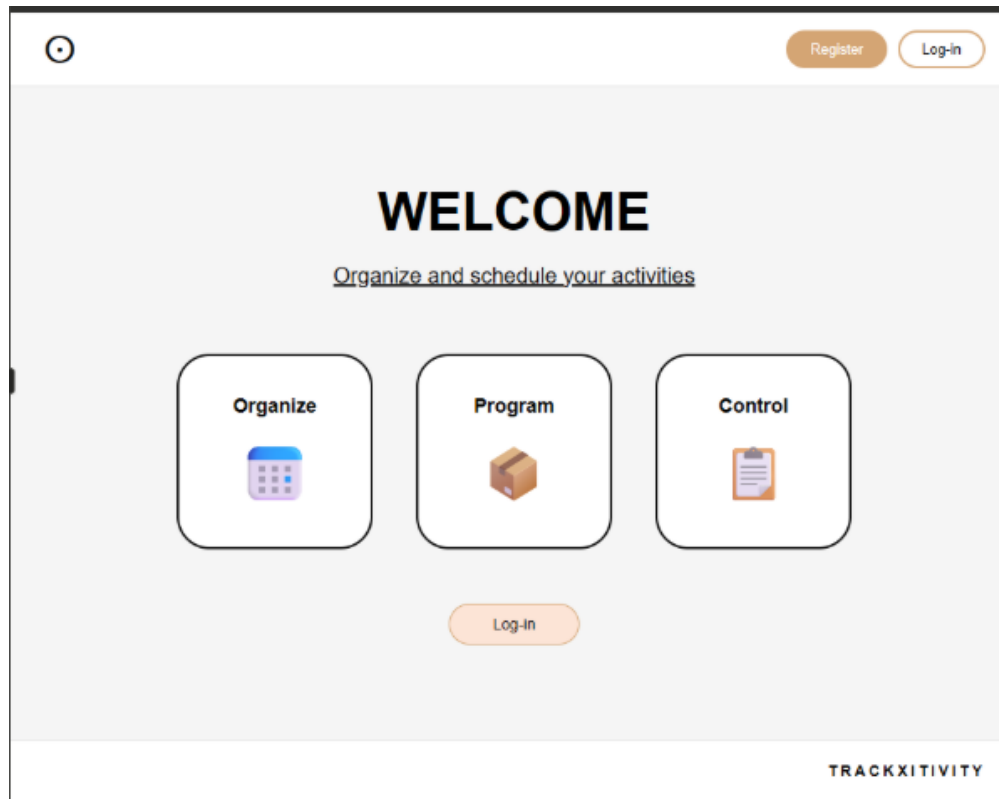 Register Log-in
WELCOME
Organize and schedule your activities
Organize Program Control
Log-in
TRACKXITIVITY